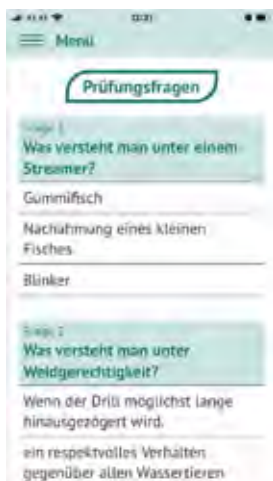 Menü
Prüfungsfragen
Frage 1
Was versteht man unter einem
Streamer?
Gummifisch
Nachahmung eines kleinen
Fisches
Blinker
Frage 2
Was versteht man unter
Weidgerechtigkeit?
Wenn der Drill möglichst lange
hinausgezögert wird.
ein respektvolles Verhalten
gegenüber allen Wassertieren